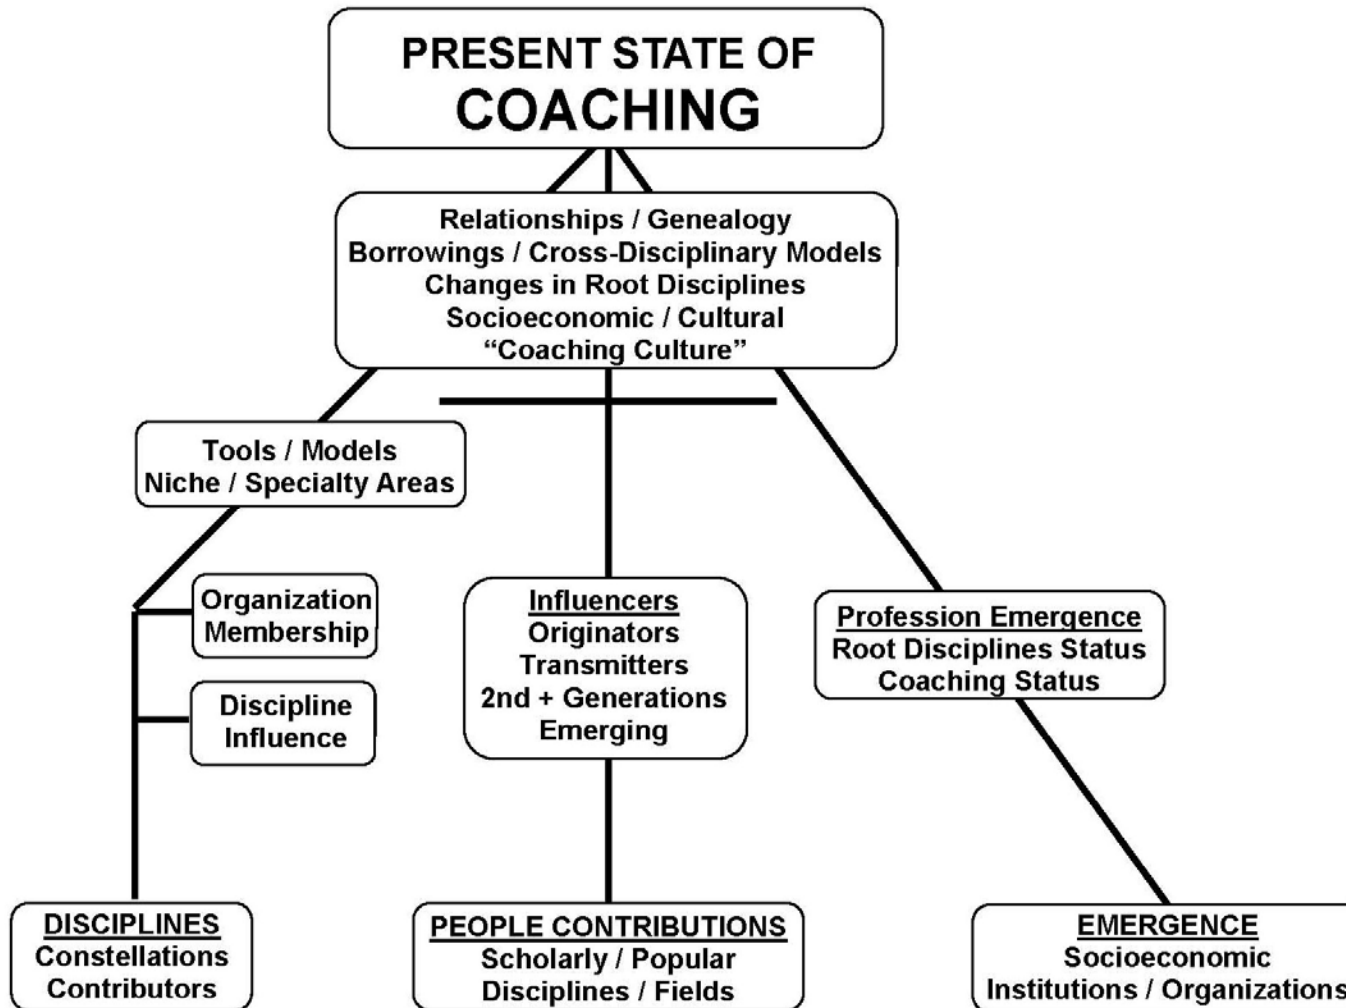 PRESENT STATE OF
COACHING
Relationships / Genealogy
Borrowings / Cross-Disciplinary Models
Changes in Root Disciplines
Socioeconomic / Cultural
“Coaching Culture”
Tools / Models
Niche / Specialty Areas
Organization
Membership
Discipline
Influence
Influencers
Originators
Transmitters
2nd + Generations
Emerging
Profession Emergence
Root Disciplines Status
Coaching Status
DISCIPLINES
Constellations
Contributors
PEOPLE CONTRIBUTIONS
Scholarly / Popular
Disciplines / Fields
EMERGENCE
Socioeconomic
Institutions / Organizations